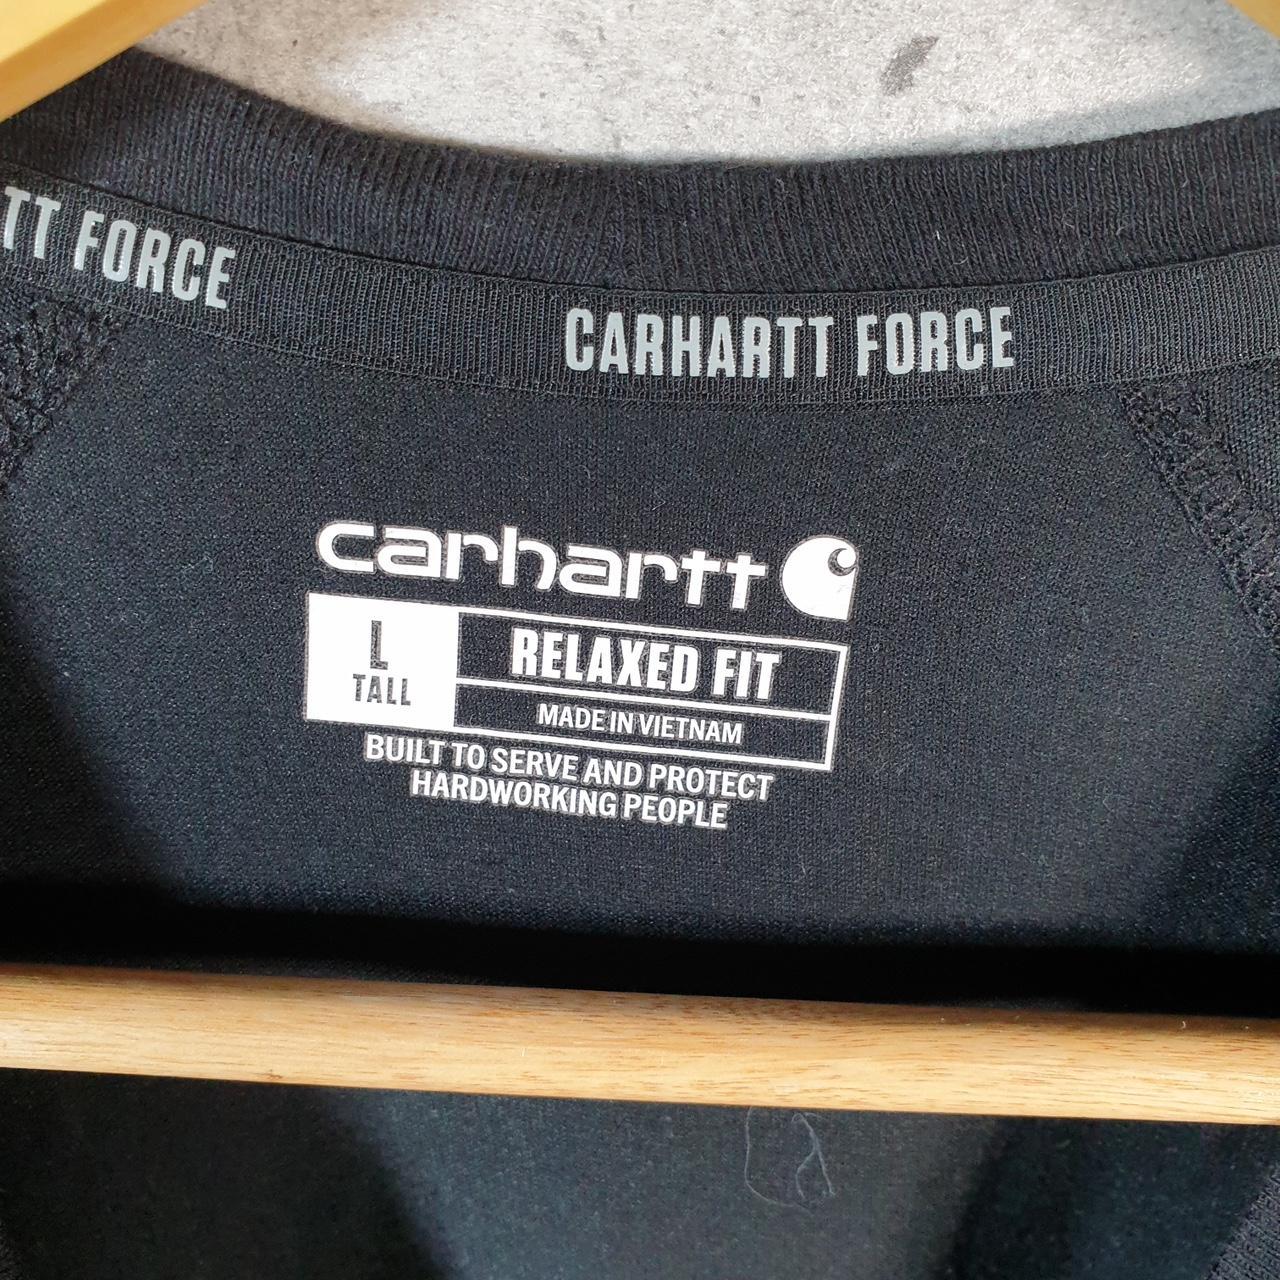 TT FORCE
CARHARTT FORCE
carhartt
L
TALL
RELAXED FIT
MADE IN VIETNAM
BUILT TO SERVE AND PROTECT
HARDWORKING PEOPLE